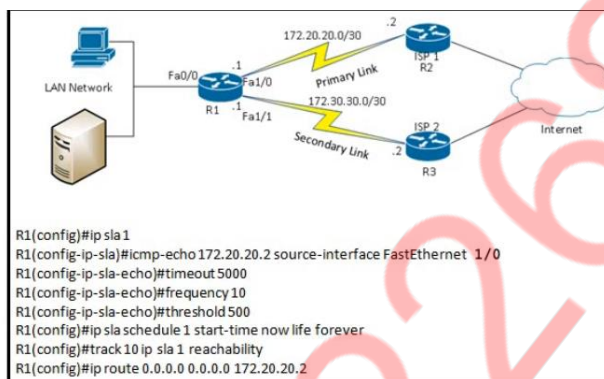 .2
172.20.20.0/30
ISP 1
R2
Primary Link
.1
Fa0/0
Fa1/0
LAN Network
R1
.1
Fa1/1
172.30.30.0/30
ISP 2
Secondary Link
.2
R3
Internet
R1(config)#ip sla 1
R1(config-ip-sla)#icmp-echo 172.20.20.2 source-interface FastEthernet 1/0
R1(config-ip-sla-echo)#timeout 5000
R1(config-ip-sla-echo)#frequency 10
R1(config-ip-sla-echo)#threshold 500
R1(config)#ip sla schedule 1 start-time now life forever
R1(config)#track 10 ip sla 1 reachability
R1(config)#ip route 0.0.0.0 0.0.0.0 172.20.20.2